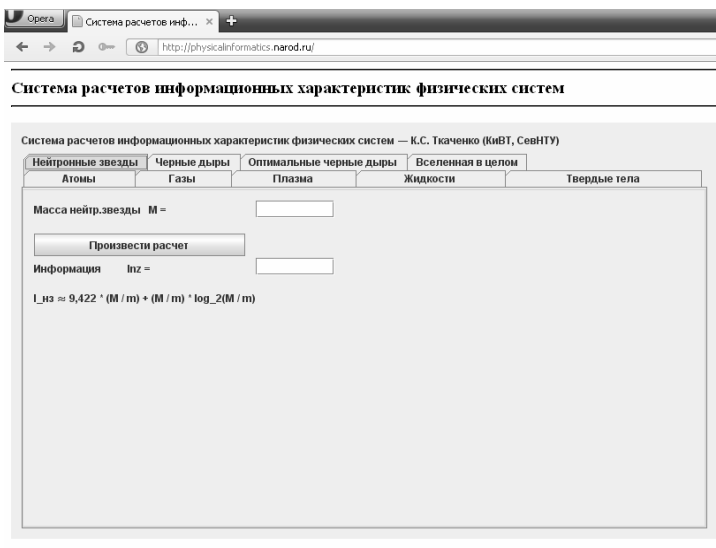 Opera
Система расчетов инф...
http://physicalinformatics.narod.ru/
Система расчетов информационных характеристик физических систем
Система расчетов информационных характеристик физических систем — К.С. Ткаченко (КиВТ, СевНТУ)
Нейтронные звезды Черные дыры Оптимальные черные дыры Вселенная в целом
Атомы Газы Плазма Жидкости Твердые тела
Масса нейтр.звезды M =
Произвести расчет
Информация Inz =
I_нз ≈ 9,422 * (M / m) + (M / m) * log_2(M / m)